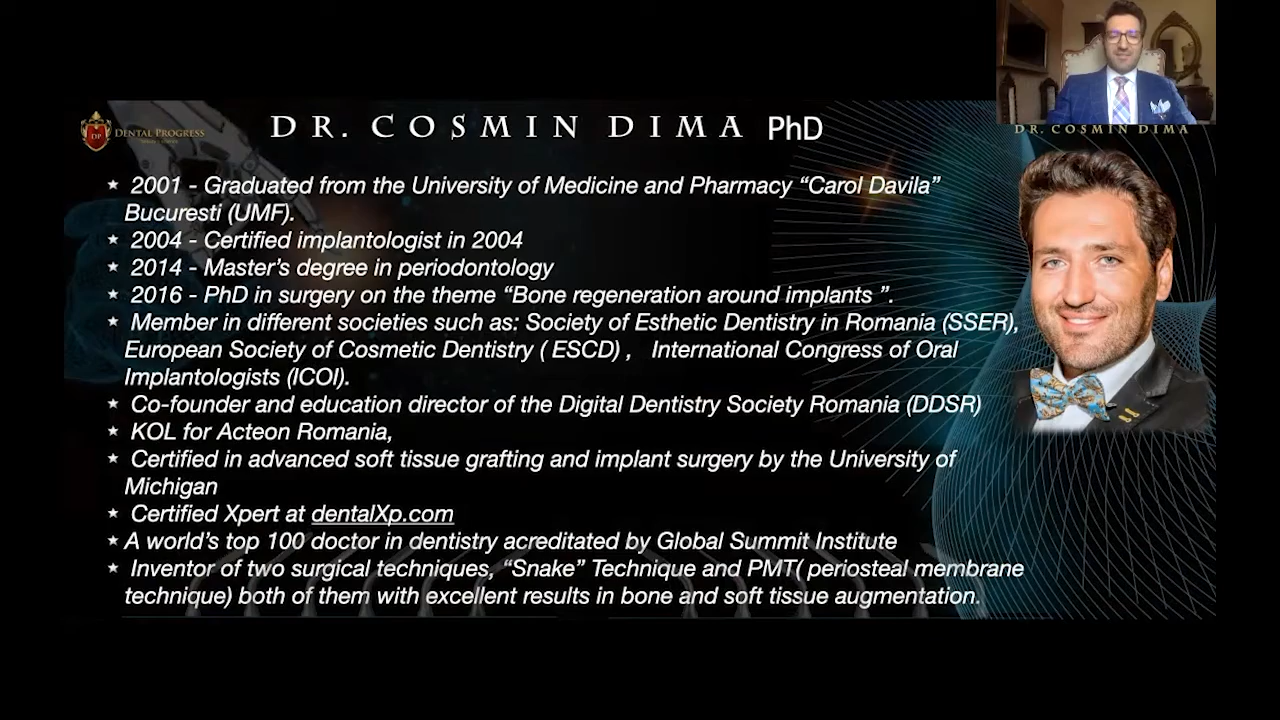 DR. COSMIN DIMA PhD
DP
DENTAL PROGRESS
DR. COSMIN DIMA
★ 2001 - Graduated from the University of Medicine and Pharmacy “Carol Davila”
Bucuresti (UMF).
★ 2004 - Certified implantologist in 2004
★ 2014 - Master’s degree in periodontology
★ 2016 - PhD in surgery on the theme “Bone regeneration around implants ”.
★ Member in different societies such as: Society of Esthetic Dentistry in Romania (SSER),
European Society of Cosmetic Dentistry ( ESCD) , International Congress of Oral
Implantologists (ICOI).
★ Co-founder and education director of the Digital Dentistry Society Romania (DDSR)
★ KOL for Acteon Romania,
★ Certified in advanced soft tissue grafting and implant surgery by the University of
Michigan
★ Certified Xpert at dentalXp.com
★ A world’s top 100 doctor in dentistry acreditated by Global Summit Institute
★ Inventor of two surgical techniques, “Snake” Technique and PMT( periosteal membrane
technique) both of them with excellent results in bone and soft tissue augmentation.